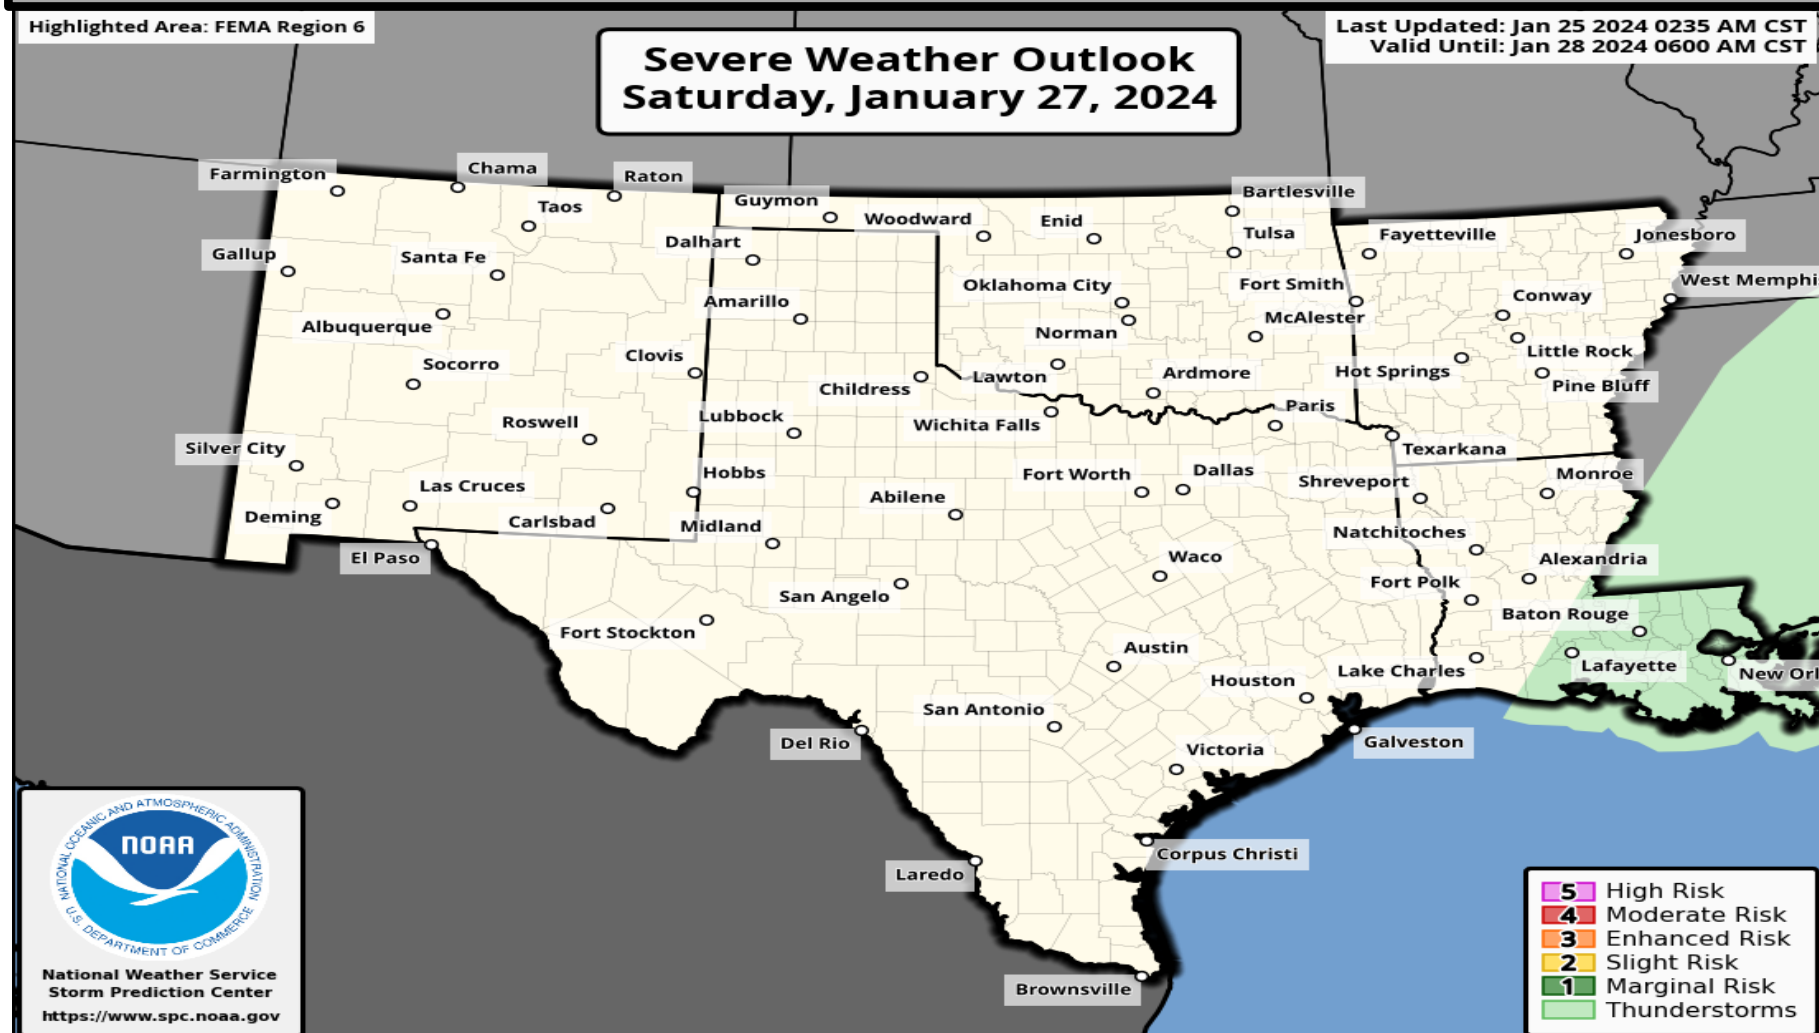 Highlighted Area: FEMA Region 6
Severe Weather Outlook
Saturday, January 27, 2024
Last Updated: Jan 25 2024 0235 AM CST
Valid Until: Jan 28 2024 0600 AM CST
Farmington
Chama
Raton
Taos
Guymon
Woodward
Enid
Bartlesville
Tulsa
Fayetteville
Jonesboro
Gallup
Santa Fe
Dalhart
Oklahoma City
Fort Smith
Conway
West Memphi
Albuquerque
Amarillo
Norman
McAlester
Little Rock
Socorro
Clovis
Childress
Lawton
Ardmore
Hot Springs
Pine Bluff
Roswell
Lubbock
Wichita Falls
Paris
Texarkana
Silver City
Las Cruces
Hobbs
Abilene
Fort Worth
Dallas
Shreveport
Monroe
Deming
Carlsbad
Midland
Natchitoches
El Paso
San Angelo
Waco
Fort Polk
Alexandria
Fort Stockton
Austin
Baton Rouge
Houston
Lake Charles
Lafayette
New Orl
San Antonio
Del Rio
Victoria
Galveston
Laredo
Corpus Christi
Brownsville
NATIONAL OCEANIC AND ATMOSPHERIC ADMINISTRATION
NOAA
U.S. DEPARTMENT OF COMMERCE
National Weather Service
Storm Prediction Center
https://www.spc.noaa.gov
5 High Risk
4 Moderate Risk
3 Enhanced Risk
2 Slight Risk
1 Marginal Risk
Thunderstorms